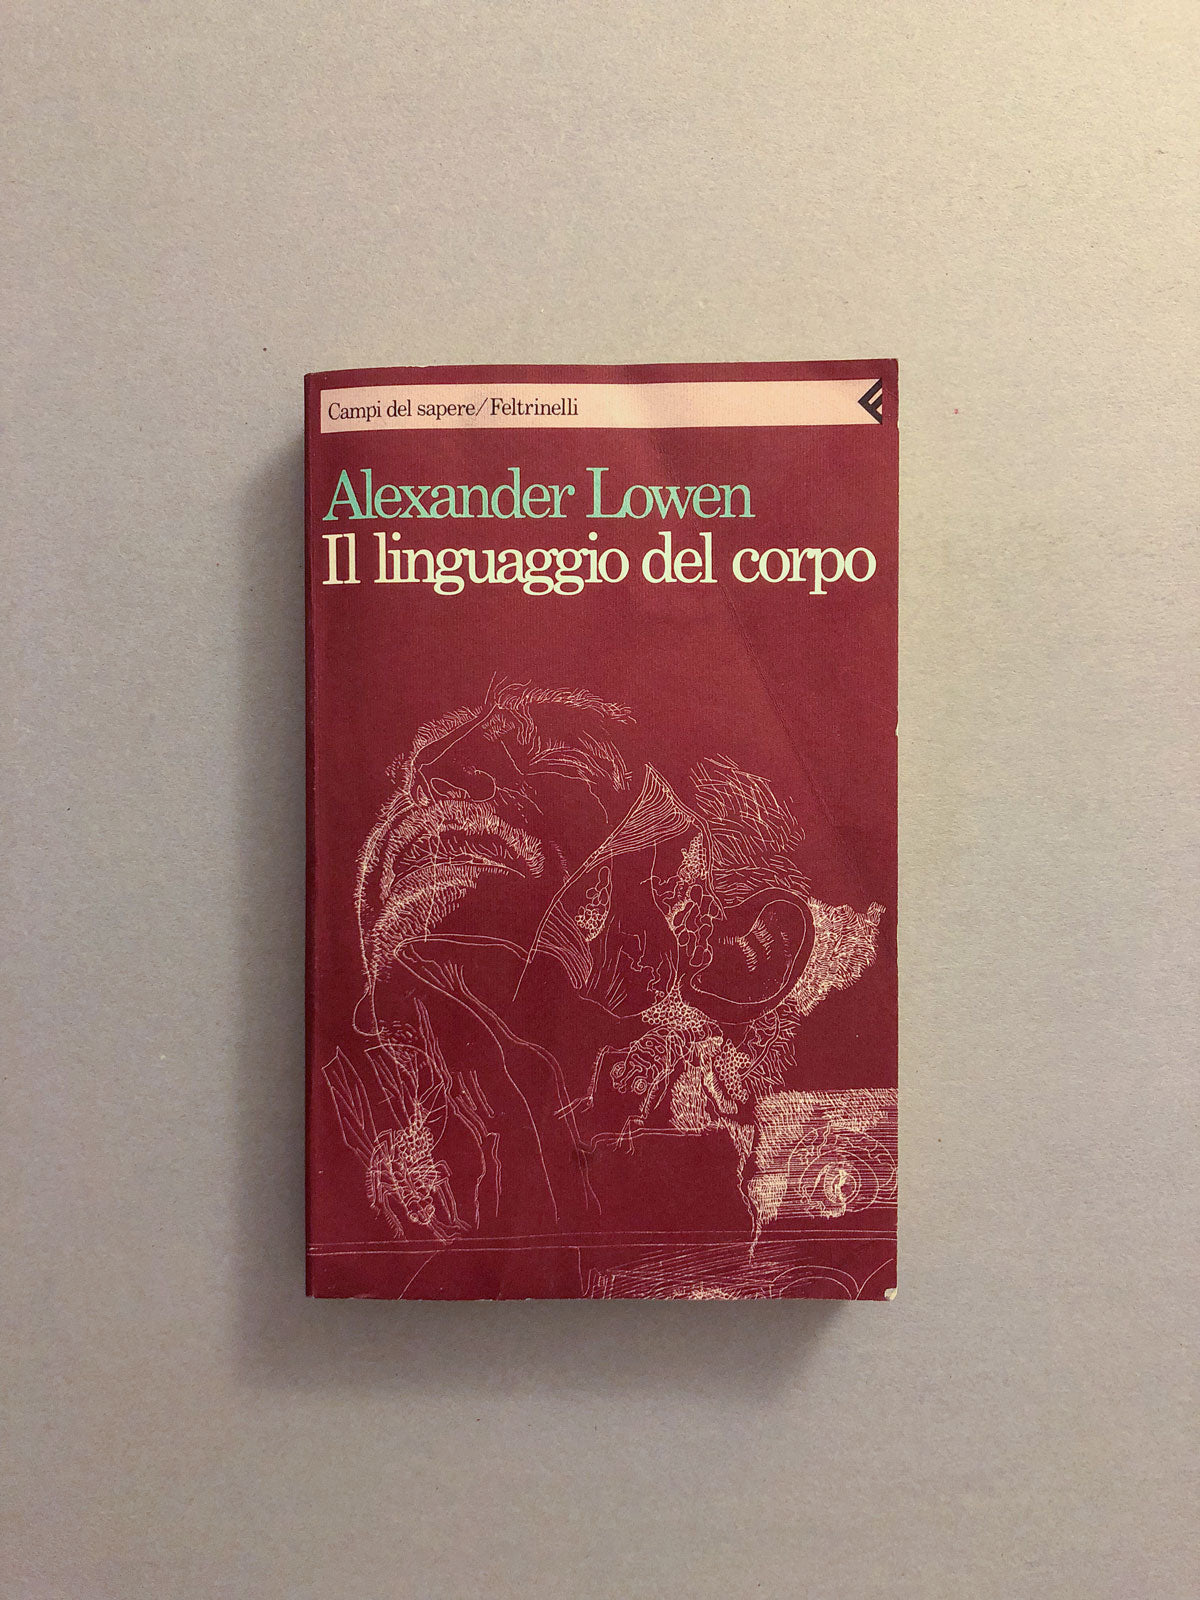 Campi del sapere/Feltrinelli
Alexander Lowen
Il linguaggio del corpo